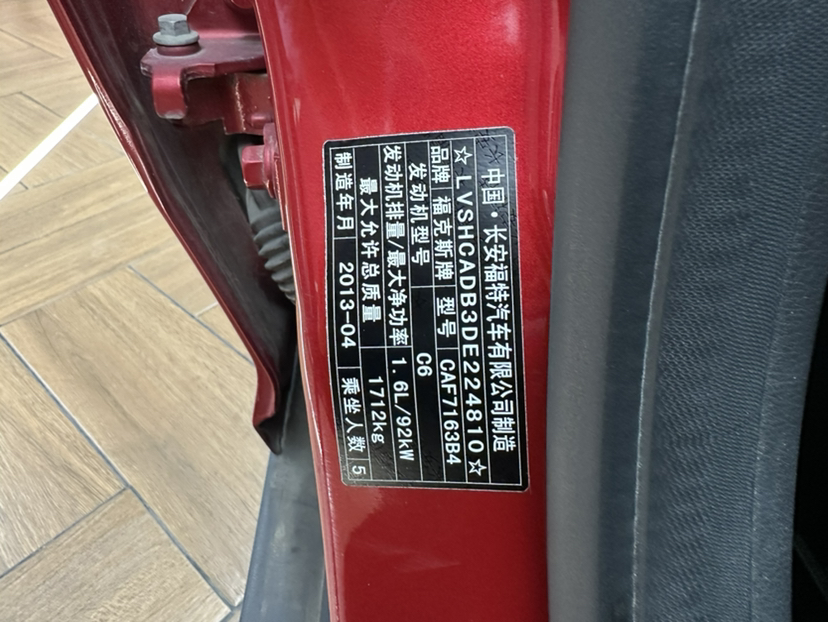 中国·长安福特汽车有限公司制造
☆LVSHCADB3DE224810☆
品牌 福克斯牌 型号 CAF7163B4
发动机型号 C6
发动机排量/最大净功率 1.6L/92kW
最大允许总质量 1712kg
制造年月 2013-04 乘坐人数 5